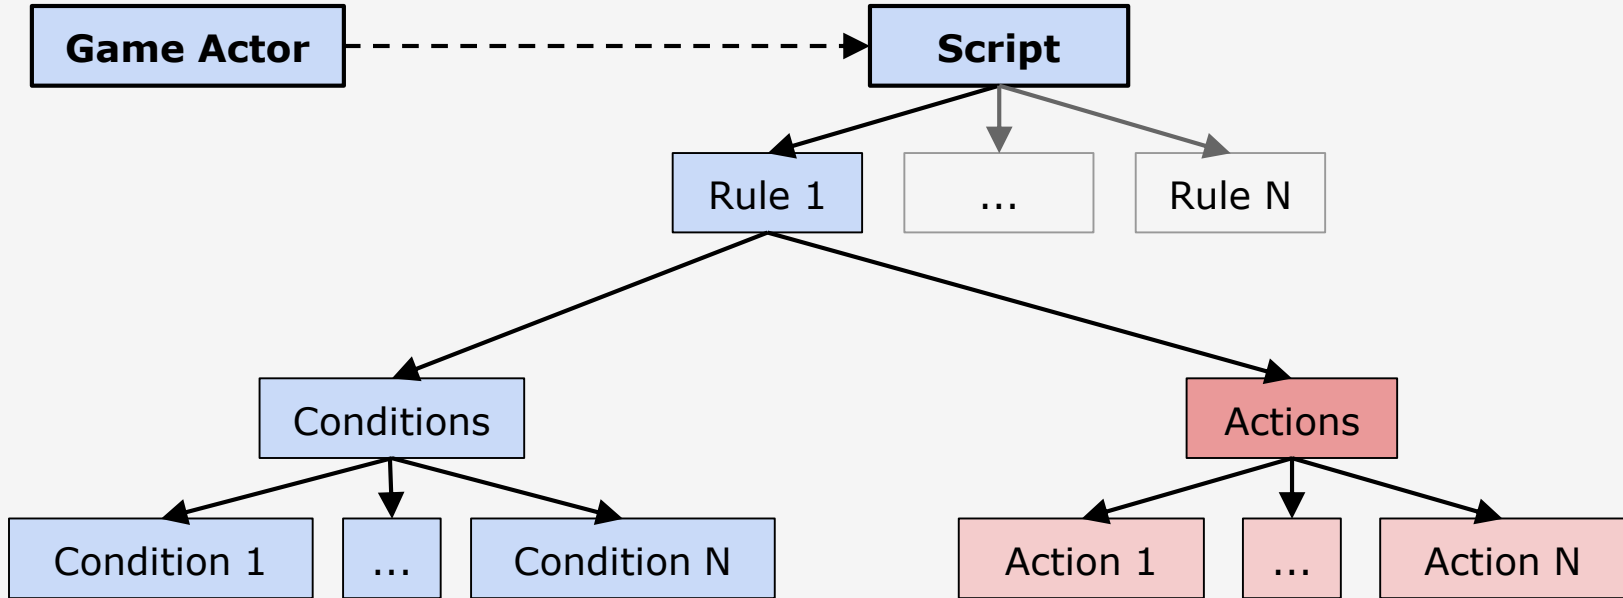 Game Actor
Script
Rule 1
...
Rule N
Conditions
Actions
Condition 1
...
Condition N
Action 1
...
Action N